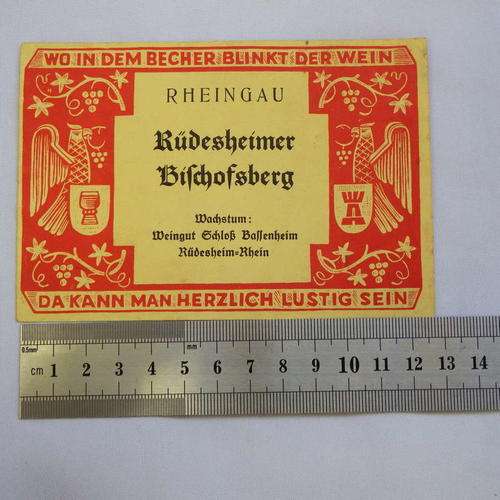 WO IN DEM BECHER BLINKT DER WEIN
RHEINGAU
Rüdesheimer
Bischofsberg
Wachstum:
Weingut Schloß Bassenheim
Rüdesheim=Rhein
DA KANN MAN HERZLICH LUSTIG SEIN
0.5mm mm
cm 1 2 3 4 5 6 7 8 9 10 11 12 13 14